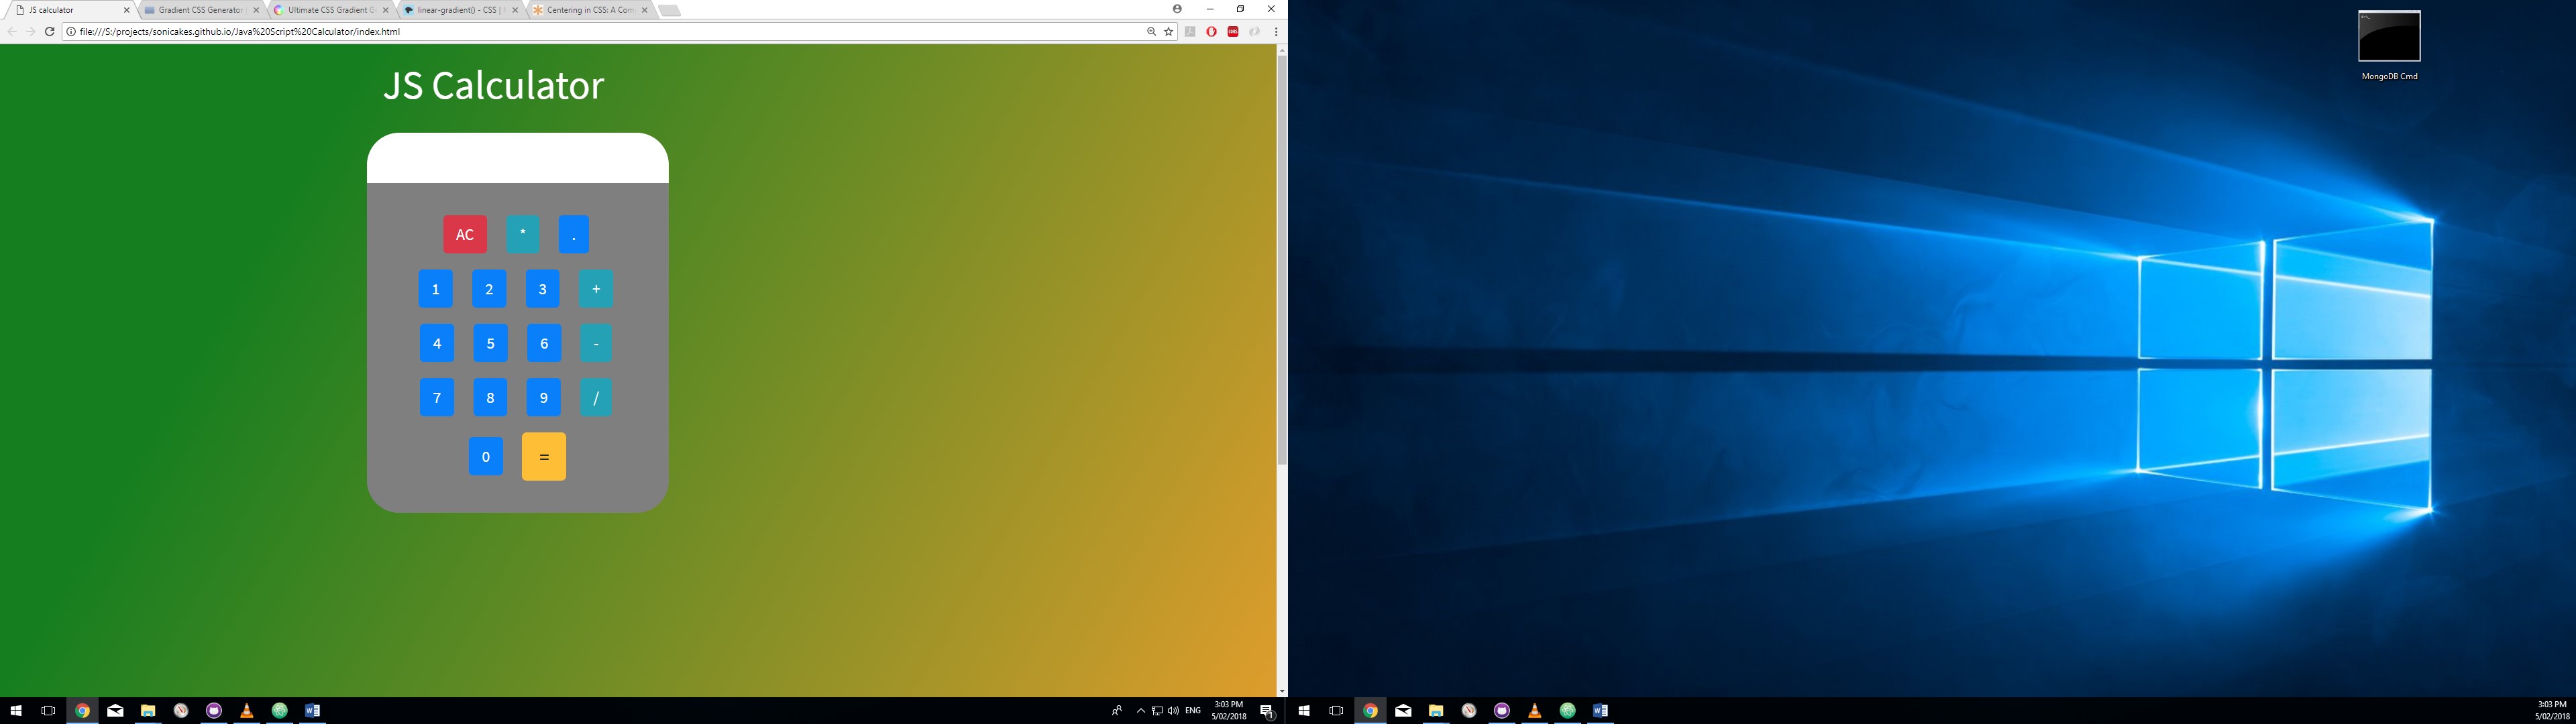 JS calculator
Gradient CSS Generator
Ultimate CSS Gradient G
linear-gradient() - CSS |
Centering in CSS: A Com
file:///S:/projects/sonicakes.github.io/Java%20Script%20Calculator/index.html
JS Calculator
AC * .
1 2 3 +
4 5 6 -
7 8 9 /
0 =
MongoDB Cmd
ENG
3:03 PM
5/02/2018
1
3:03 PM
5/02/2018